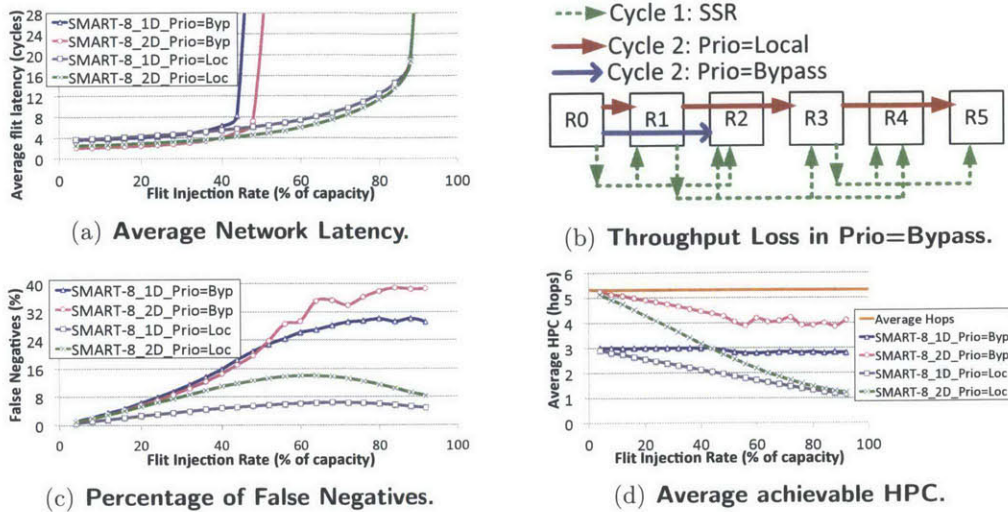 Average flit latency (cycles)
28
24
20
16
12
8
4
0
SMART-8_1D_Prio=Byp
SMART-8_2D_Prio=Byp
SMART-8_1D_Prio=Loc
SMART-8_2D_Prio=Loc
0 20 40 60 80 100
Flit Injection Rate (% of capacity)
(a) Average Network Latency.
Cycle 1: SSR
Cycle 2: Prio=Local
Cycle 2: Prio=Bypass
R0 R1 R2 R3 R4 R5
(b) Throughput Loss in Prio=Bypass.
False Negatives (%)
40
32
24
16
8
0
SMART-8_1D_Prio=Byp
SMART-8_2D_Prio=Byp
SMART-8_1D_Prio=Loc
SMART-8_2D_Prio=Loc
0 20 40 60 80 100
Flit Injection Rate (% of capacity)
(c) Percentage of False Negatives.
Average HPC (hops)
6
5
4
3
2
1
0
Average Hops
SMART-8_1D_Prio=Byp
SMART-8_2D_Prio=Byp
SMART-8_1D_Prio=Loc
SMART-8_2D_Prio=Loc
0 20 40 60 80 100
Flit Injection Rate (% of capacity)
(d) Average achievable HPC.